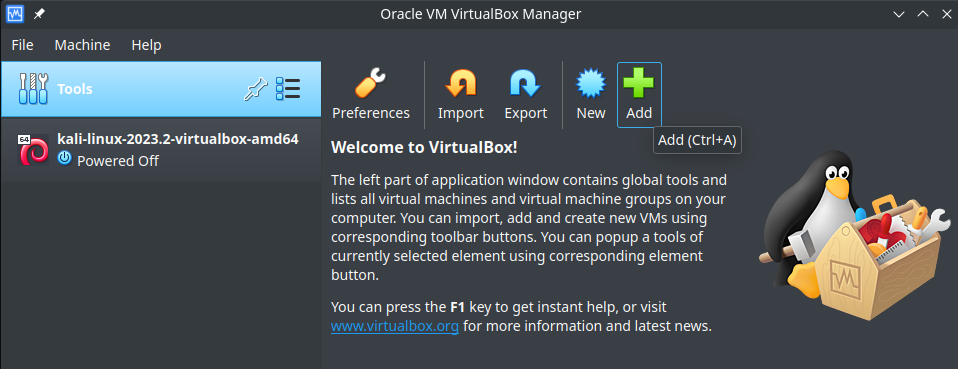 Oracle VM VirtualBox Manager
File Machine Help
Tools
Preferences Import Export New Add
Add (Ctrl+A)
64
kali-linux-2023.2-virtualbox-amd64
Powered Off
Welcome to VirtualBox!
The left part of application window contains global tools and
lists all virtual machines and virtual machine groups on your
computer. You can import, add and create new VMs using
corresponding toolbar buttons. You can popup a tools of
currently selected element using corresponding element
button.
You can press the F1 key to get instant help, or visit
www.virtualbox.org for more information and latest news.